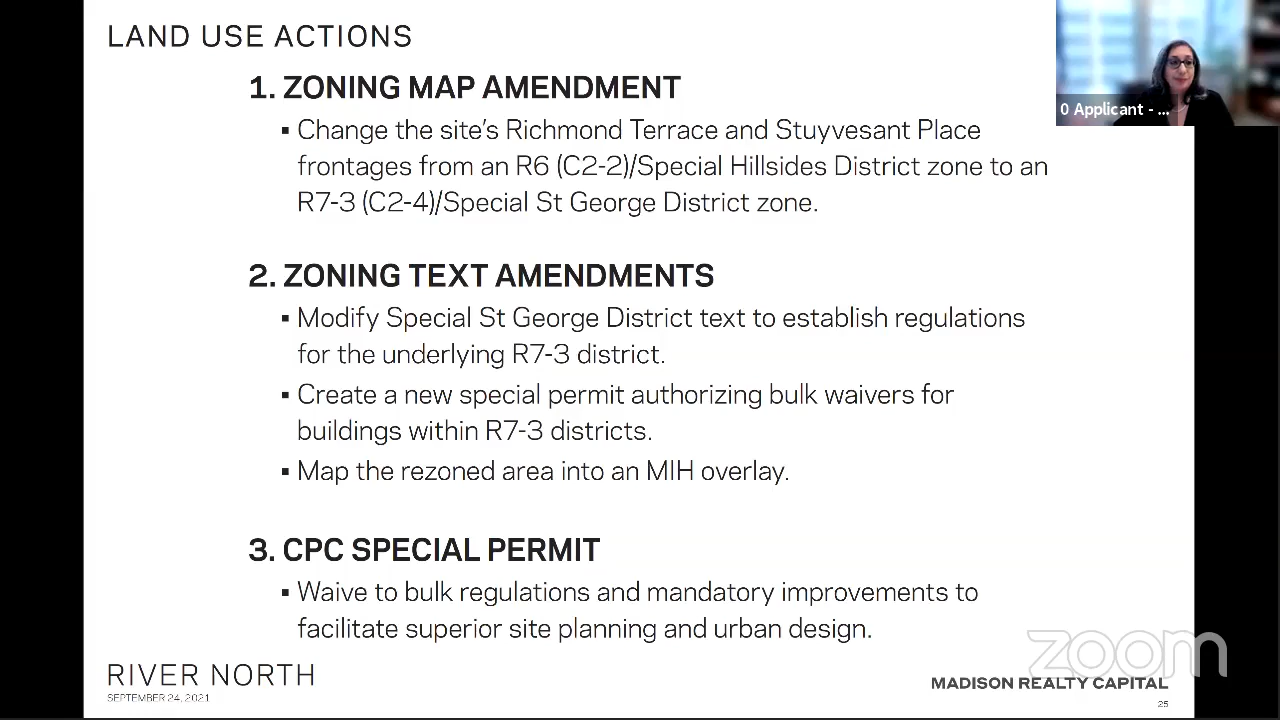 LAND USE ACTIONS
0 Applicant - ...
1. ZONING MAP AMENDMENT
▪ Change the site's Richmond Terrace and Stuyvesant Place
frontages from an R6 (C2-2)/Special Hillsides District zone to an
R7-3 (C2-4)/Special St George District zone.
2. ZONING TEXT AMENDMENTS
▪ Modify Special St George District text to establish regulations
for the underlying R7-3 district.
▪ Create a new special permit authorizing bulk waivers for
buildings within R7-3 districts.
▪ Map the rezoned area into an MIH overlay.
3. CPC SPECIAL PERMIT
▪ Waive to bulk regulations and mandatory improvements to
facilitate superior site planning and urban design.
zoom
RIVER NORTH
SEPTEMBER 24, 2021
MADISON REALTY CAPITAL
25